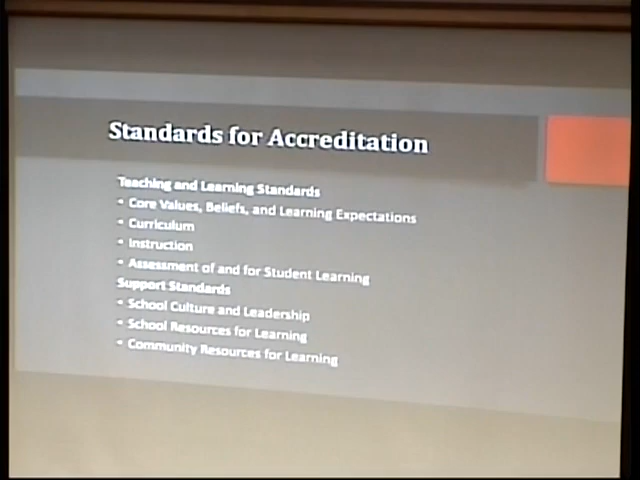 Standards for Accreditation
Teaching and Learning Standards
• Core Values, Beliefs, and Learning Expectations
• Curriculum
• Instruction
• Assessment of and for Student Learning
Support Standards
• School Culture and Leadership
• School Resources for Learning
• Community Resources for Learning